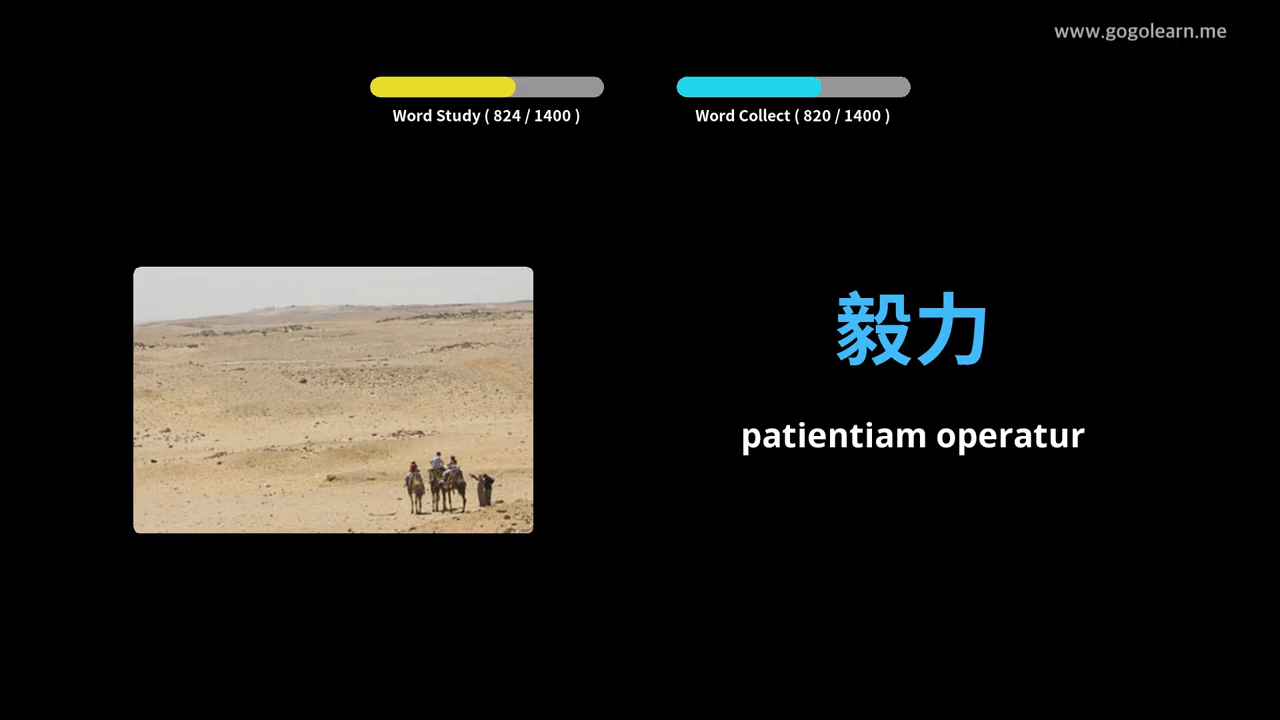 www.gogolearn.me
Word Study ( 824 / 1400 )
Word Collect ( 820 / 1400 )
毅力
patientiam operatur